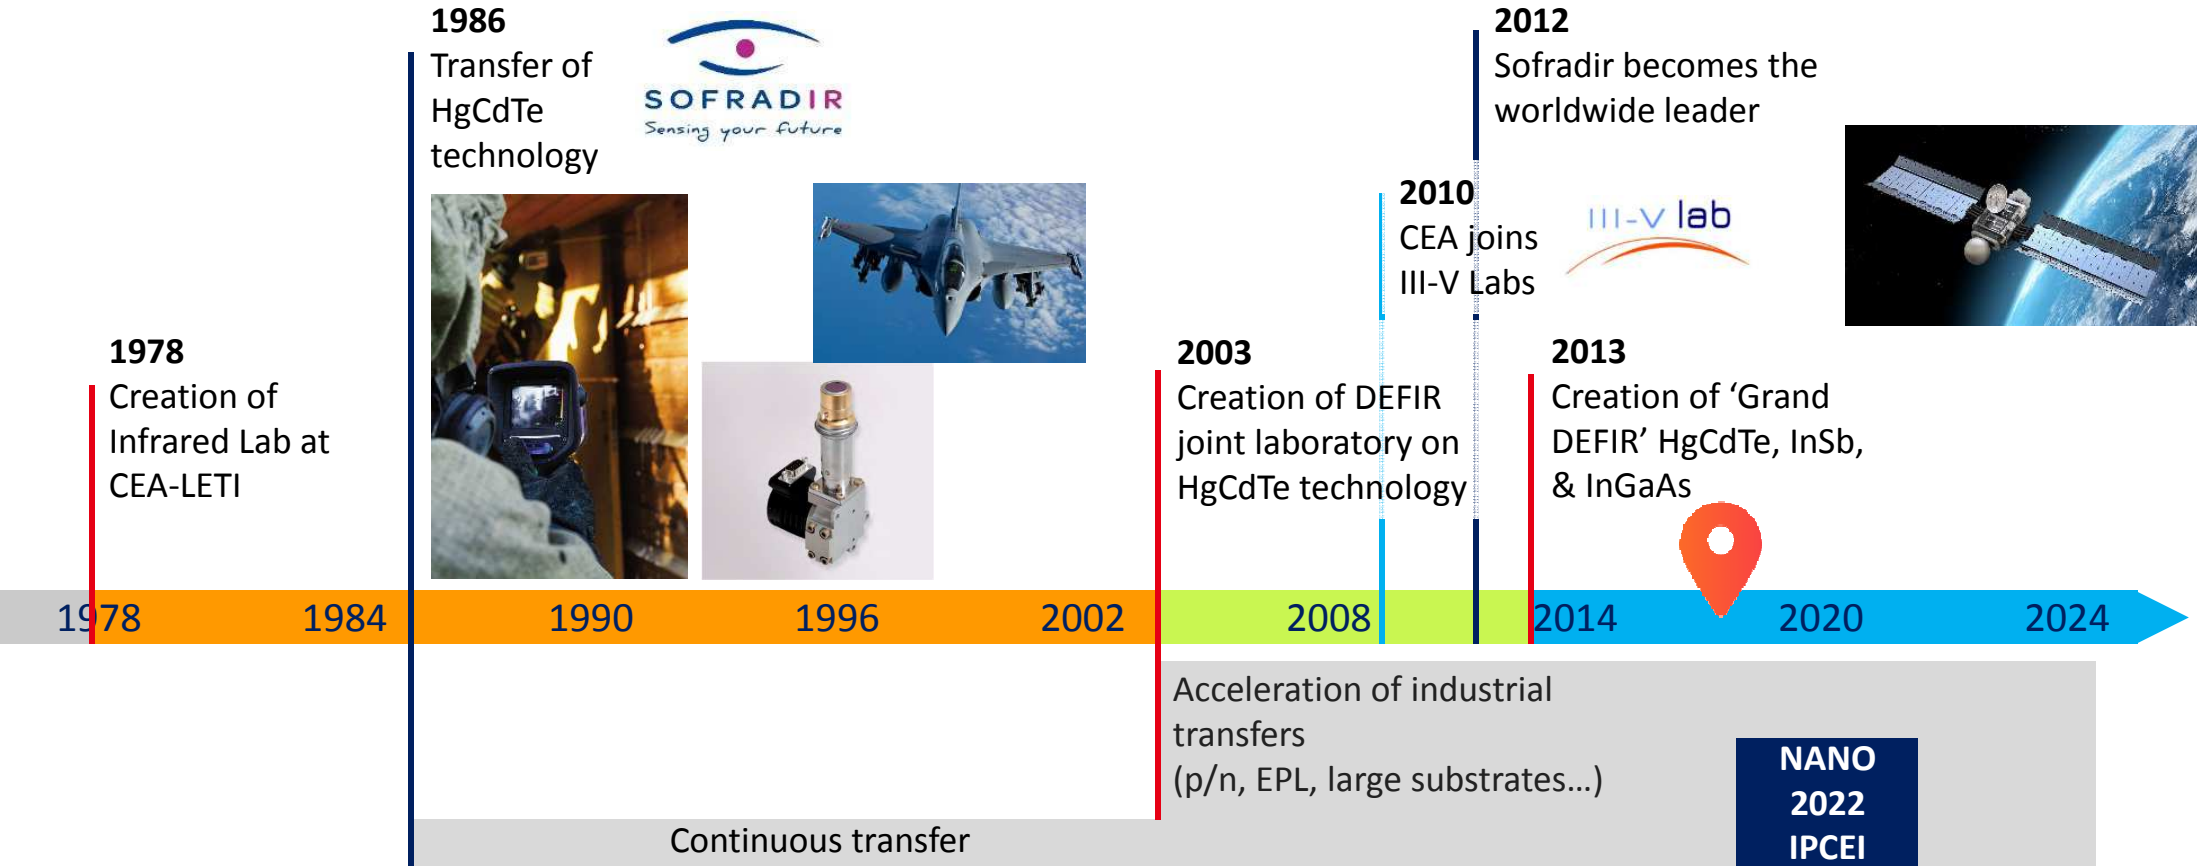 1986
Transfer of
HgCdTe
technology
SOFRADIR
Sensing your future
2012
Sofradir becomes the
worldwide leader
2010
CEA joins
III-V Labs
III-V lab
1978
Creation of
Infrared Lab at
CEA-LETI
2003
Creation of DEFIR
joint laboratory on
HgCdTe technology
2013
Creation of ‘Grand
DEFIR’ HgCdTe, InSb,
& InGaAs
1978 1984 1990 1996 2002 2008 2014 2020 2024
Acceleration of industrial
transfers
(p/n, EPL, large substrates…)
NANO
2022
IPCEI
Continuous transfer